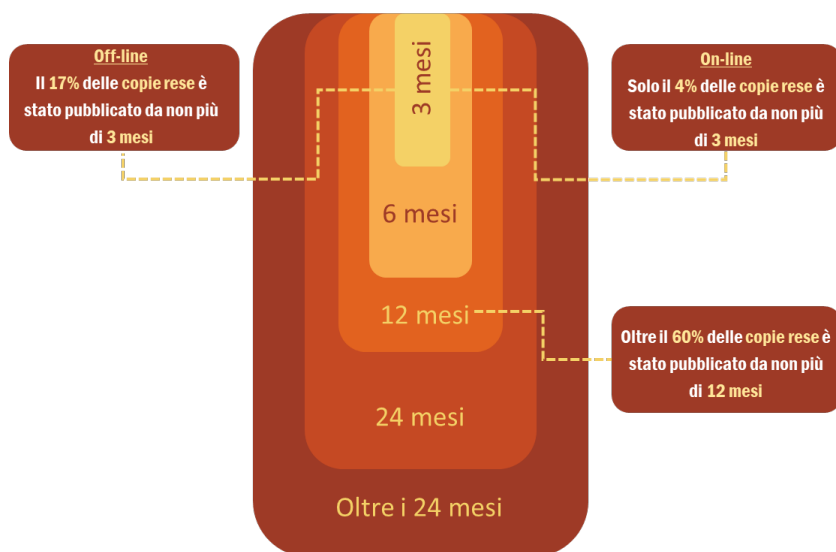 Off-line
Il 17% delle copie rese è
stato pubblicato da non più
di 3 mesi
3 mesi
On-line
Solo il 4% delle copie rese è
stato pubblicato da non più
di 3 mesi
6 mesi
12 mesi
Oltre il 60% delle copie rese è
stato pubblicato da non più
di 12 mesi
24 mesi
Oltre i 24 mesi